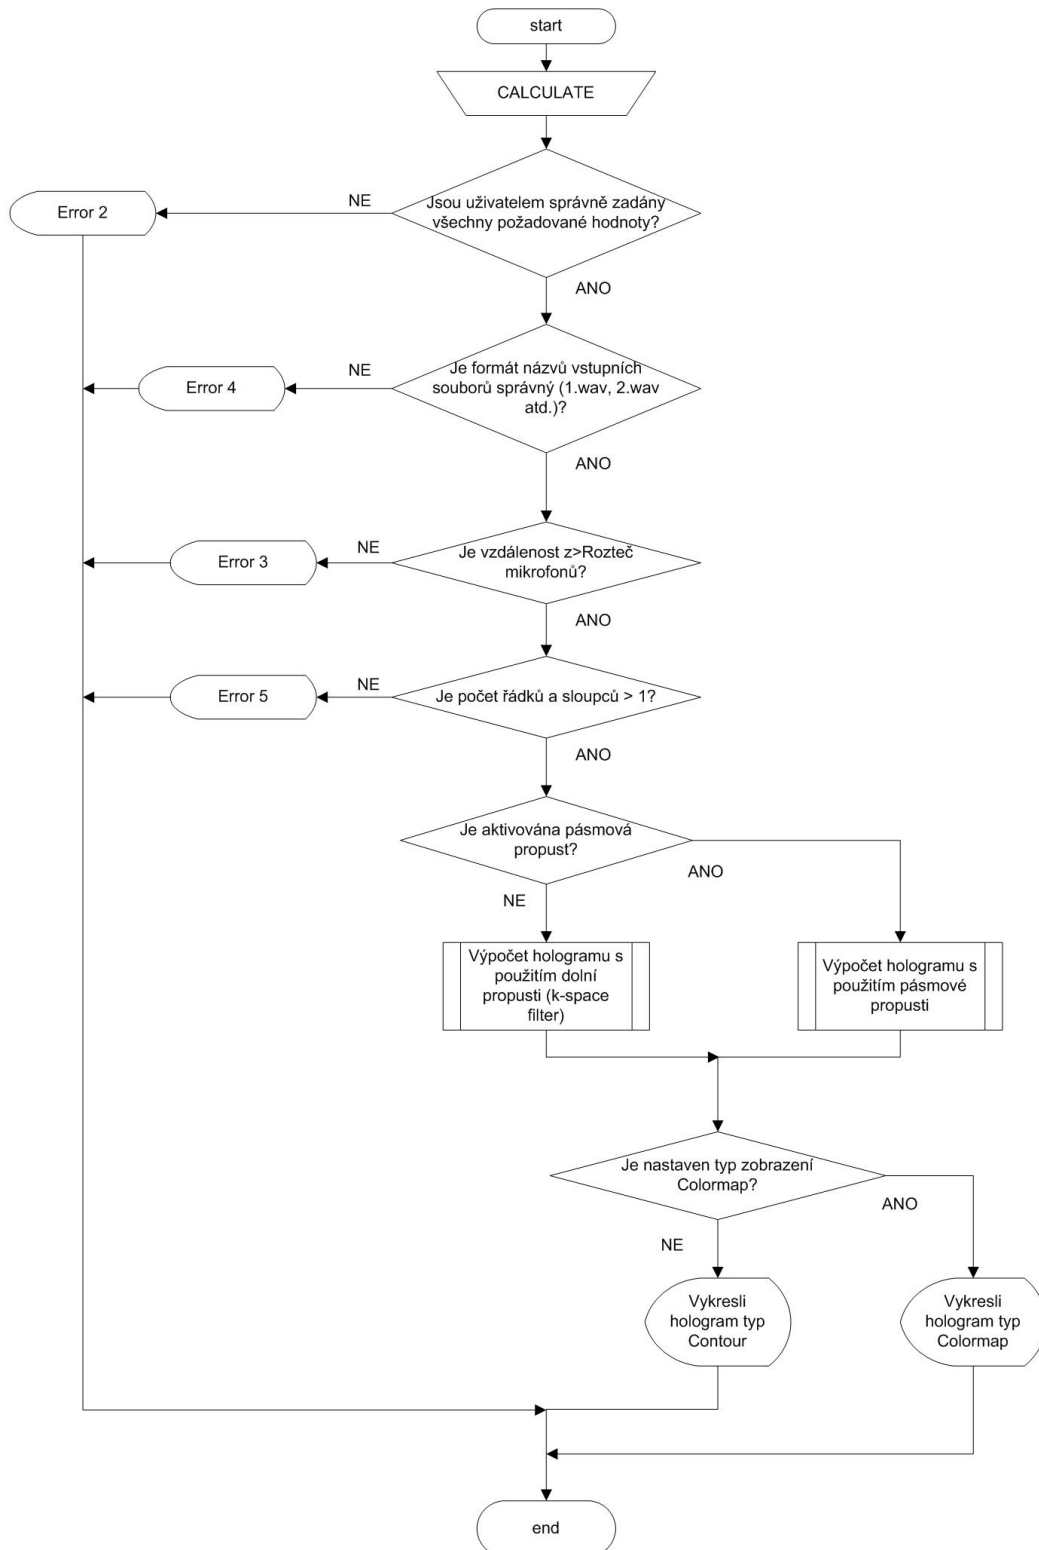 start
CALCULATE
Jsou uživatelem správně zadány
všechny požadované hodnoty?
NE
Error 2
ANO
Je formát názvů vstupních
souborů správný (1.wav, 2.wav
atd.)?
NE
Error 4
ANO
Je vzdálenost z>Rozteč
mikrofonů?
NE
Error 3
ANO
Je počet řádků a sloupců > 1?
NE
Error 5
ANO
Je aktivována pásmová
propust?
ANO
NE
Výpočet hologramu s
použitím dolní
propusti (k-space
filter)
Výpočet hologramu s
použitím pásmové
propusti
Je nastaven typ zobrazení
Colormap?
ANO
NE
Vykresli
hologram typ
Contour
Vykresli
hologram typ
Colormap
end